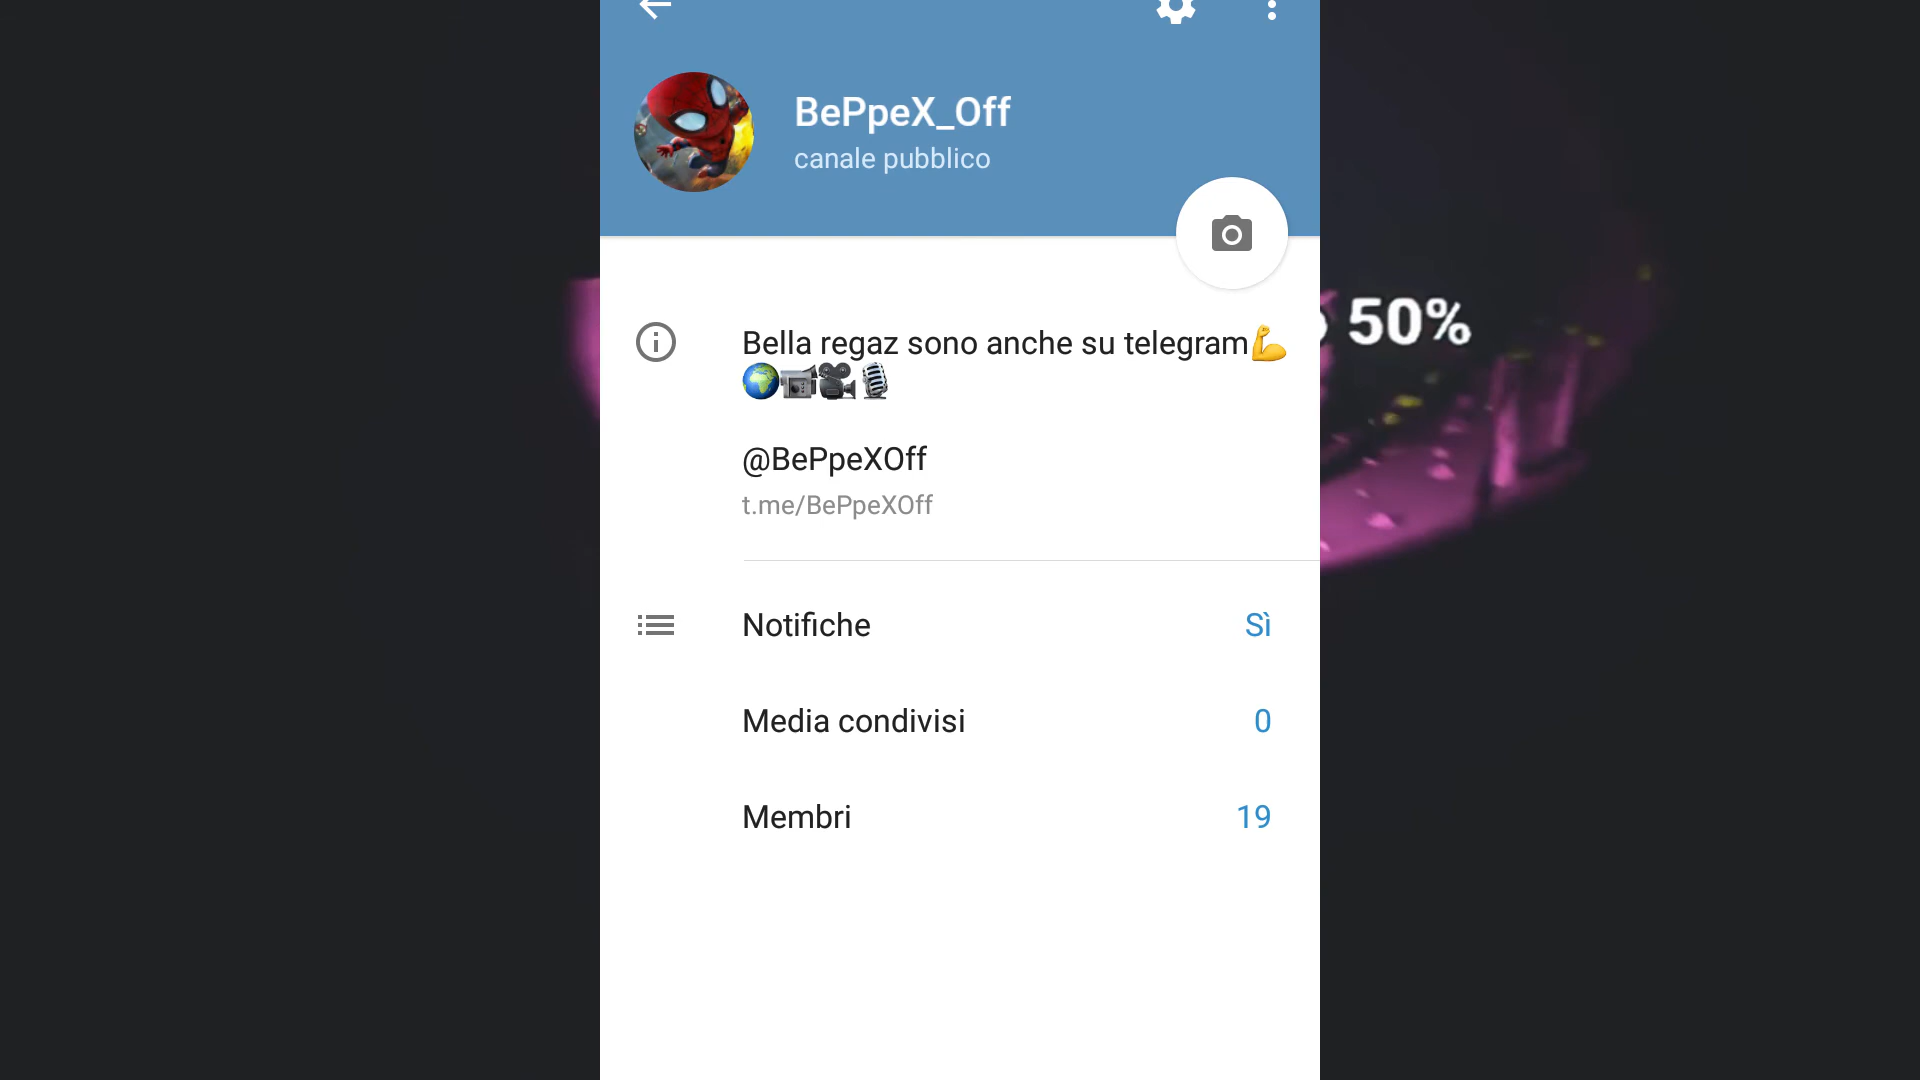 BePpeX_Off
canale pubblico
50%
Bella regaz sono anche su telegram💪
🌍📹🎥🎙
@BePpeXOff
t.me/BePpeXOff
Notifiche Sì
Media condivisi 0
Membri 19